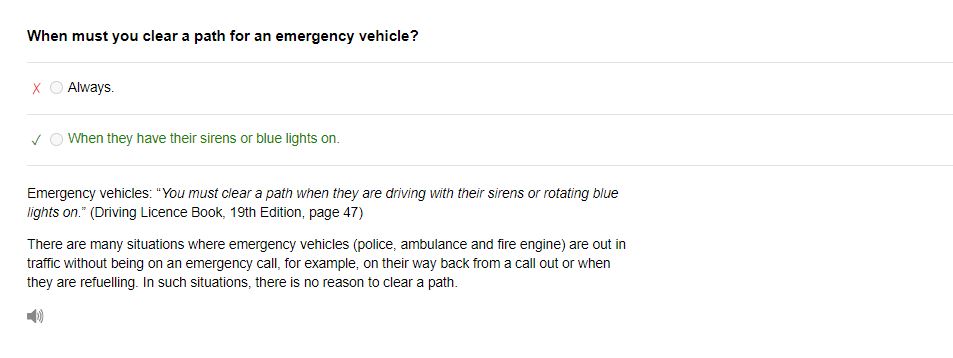 When must you clear a path for an emergency vehicle?
Always.
When they have their sirens or blue lights on.
Emergency vehicles: “You must clear a path when they are driving with their sirens or rotating blue
lights on.” (Driving Licence Book, 19th Edition, page 47)
There are many situations where emergency vehicles (police, ambulance and fire engine) are out in
traffic without being on an emergency call, for example, on their way back from a call out or when
they are refuelling. In such situations, there is no reason to clear a path.